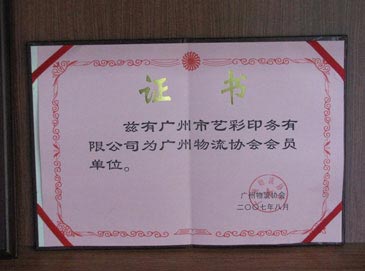 证书
兹有广州市艺彩印务有
限公司为广州物流协会会员
单位。
广州物流协会
二〇〇七年八月